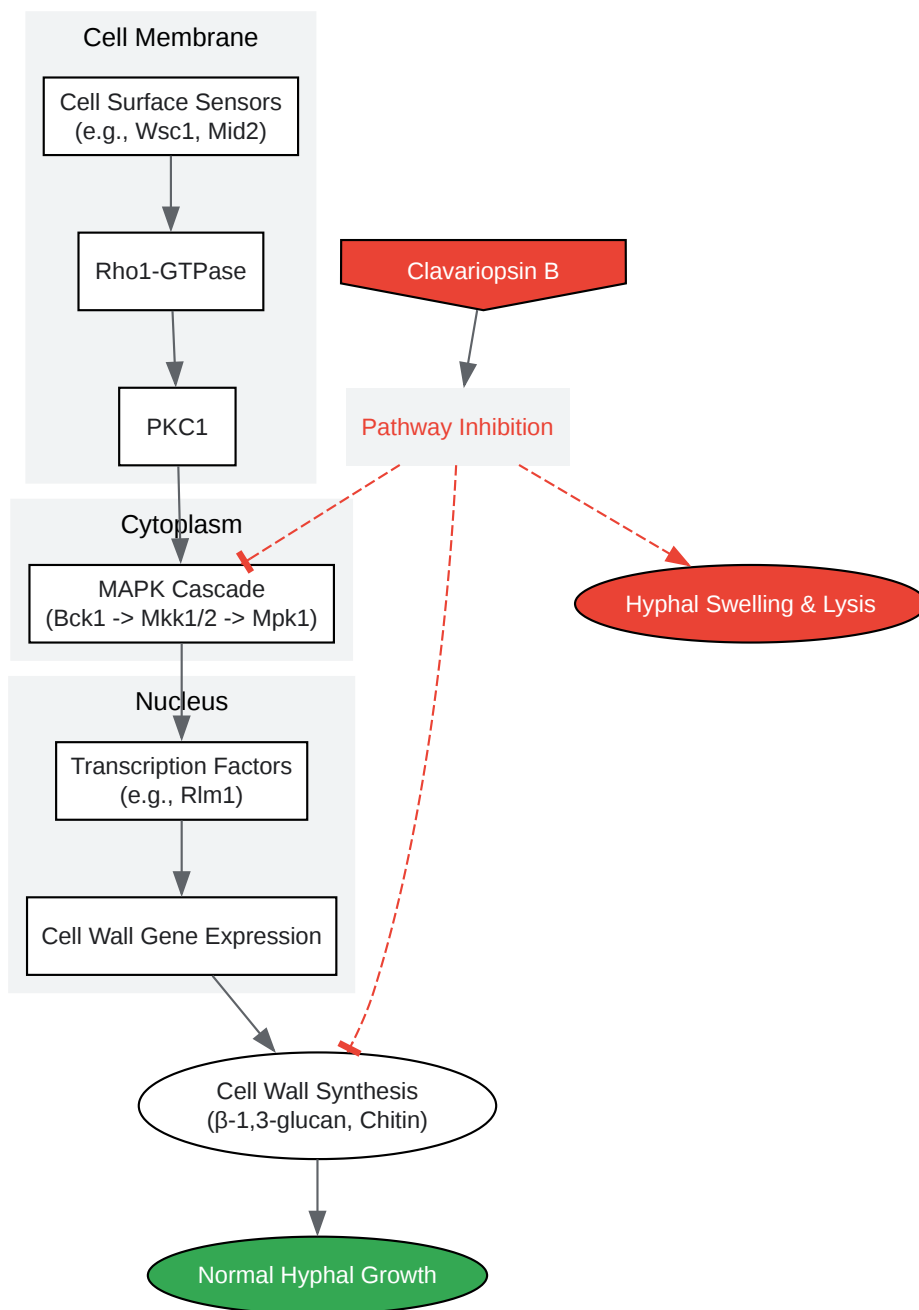 Cell Membrane
Cell Surface Sensors
(e.g., Wsc1, Mid2)
Rho1-GTPase
Clavariopsin B
PKC1
Pathway Inhibition
Cytoplasm
MAPK Cascade
(Bck1 -> Mkk1/2 -> Mpk1)
Hyphal Swelling & Lysis
Nucleus
Transcription Factors
(e.g., Rlm1)
Cell Wall Gene Expression
Cell Wall Synthesis
(β-1,3-glucan, Chitin)
Normal Hyphal Growth